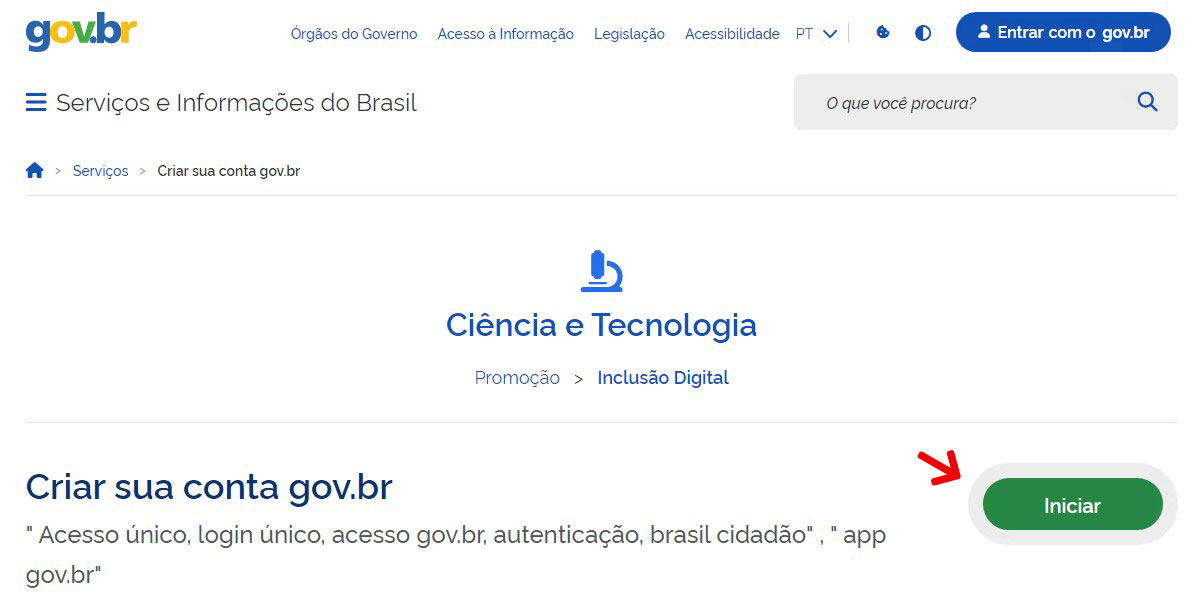 gov.br
Órgãos do Governo Acesso à Informação Legislação Acessibilidade PT Entrar com o gov.br
Serviços e Informações do Brasil O que você procura?
> Serviços > Criar sua conta gov.br
Ciência e Tecnologia
Promoção > Inclusão Digital
Criar sua conta gov.br
Iniciar
" Acesso único, login único, acesso gov.br, autenticação, brasil cidadão" , " app
gov.br"